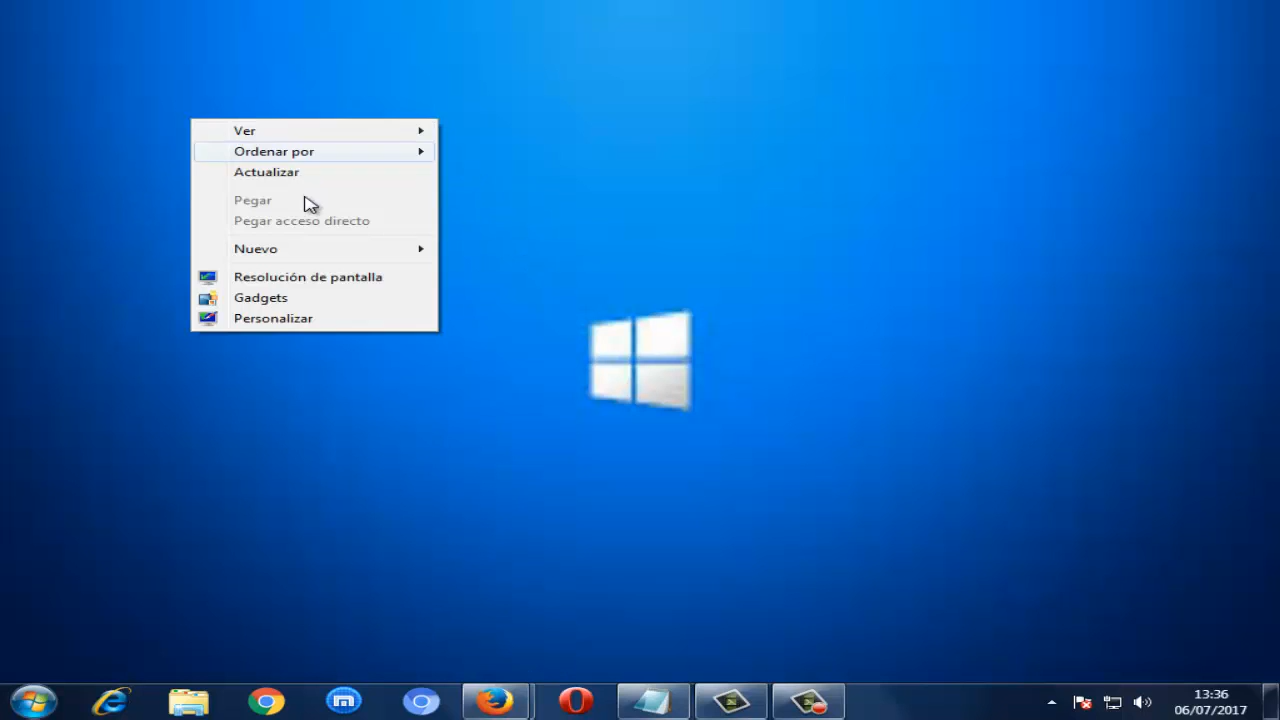 Ver
Ordenar por
Actualizar
Pegar
Pegar acceso directo
Nuevo
Resolución de pantalla
Gadgets
Personalizar
13:36
06/07/2017